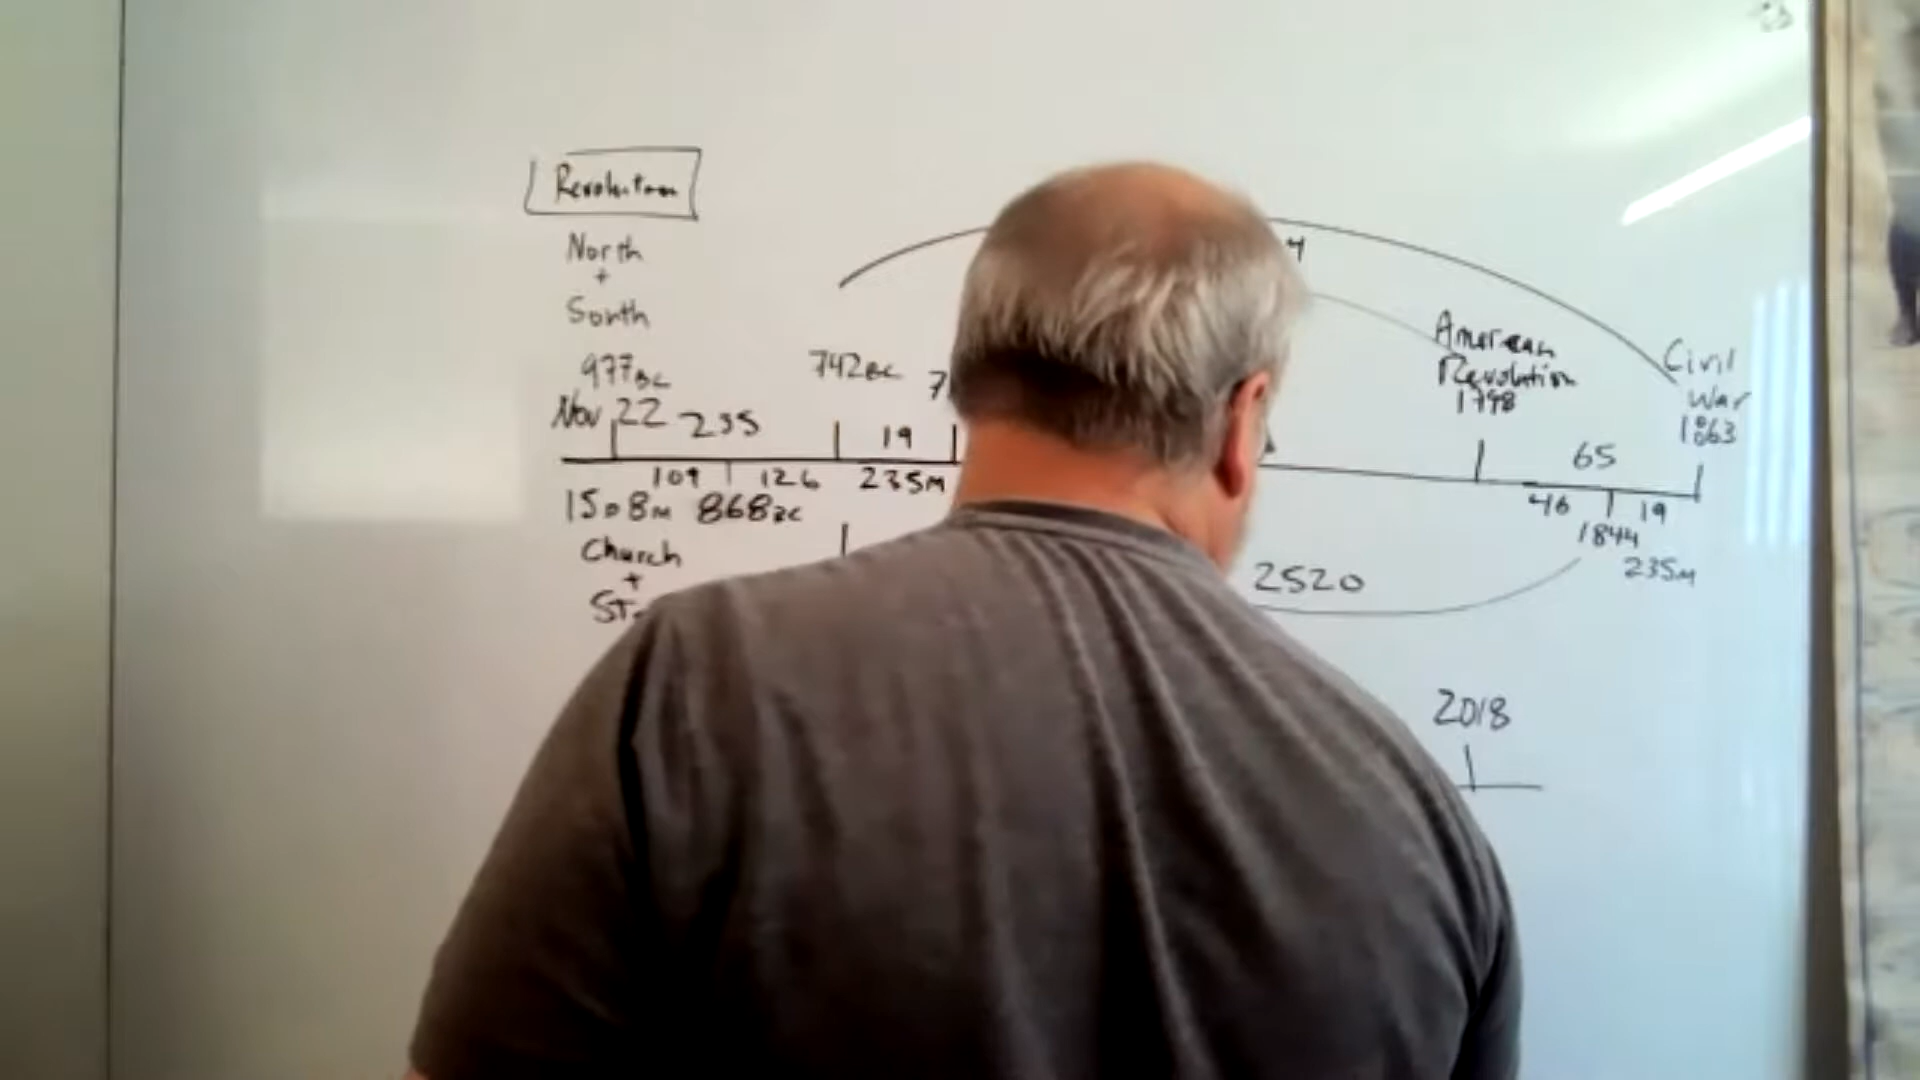 Revolution
North
+
South
977BC
Nov 22
235
742BC
19
109
126
235M
1508M
868BC
Church
+
American
Revolution
1798
Civil
War
1863
65
46
19
1844
235M
2520
2018